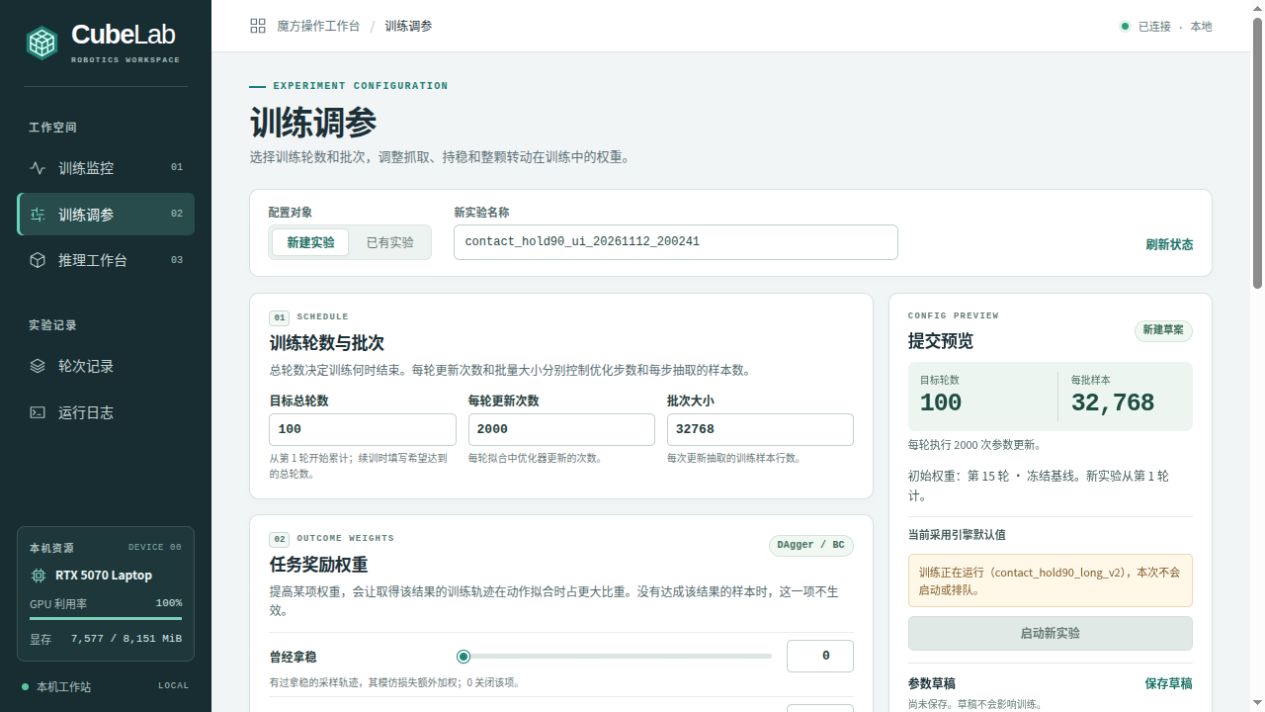 CubeLab
ROBOTICS WORKSPACE
工作空间
训练监控 01
训练调参 02
推理工作台 03
实验记录
轮次记录
运行日志
本机资源 DEVICE 00
RTX 5070 Laptop
GPU 利用率 100%
显存 7,577 / 8,151 MiB
本机工作站 LOCAL
魔方操作工作台 / 训练调参
已连接 · 本地
EXPERIMENT CONFIGURATION
训练调参
选择训练轮数和批次，调整抓取、持稳和整颗转动在训练中的权重。
配置对象
新建实验 已有实验
新实验名称
contact_hold90_ui_20261112_200241
刷新状态
01 SCHEDULE
训练轮数与批次
总轮数决定训练何时结束。每轮更新次数和批量大小分别控制优化步数和每步抽取的样本数。
目标总轮数 每轮更新次数 批次大小
100 2000 32768
从第 1 轮开始累计；续训时填写希望达到
的总轮数。
每轮拟合中优化器更新的次数。
每次更新抽取的训练样本行数。
02 OUTCOME WEIGHTS
DAgger / BC
任务奖励权重
提高某项权重，会让取得该结果的训练轨迹在动作拟合时占更大比重。没有达成该结果的样本时，这一项不生
效。
曾经拿稳 0
有过拿稳的采样轨迹，其模仿损失额外加权；0 关闭该项。
CONFIG PREVIEW
提交预览
新建草案
目标轮数 每批样本
100 32,768
每轮执行 2000 次参数更新。
初始权重：第 15 轮 · 冻结基线。新实验从第 1 轮
计。
当前采用引擎默认值
训练正在运行（contact_hold90_long_v2），本次不会
启动或排队。
启动新实验
参数草稿 保存草稿
尚未保存。草稿不会影响训练。